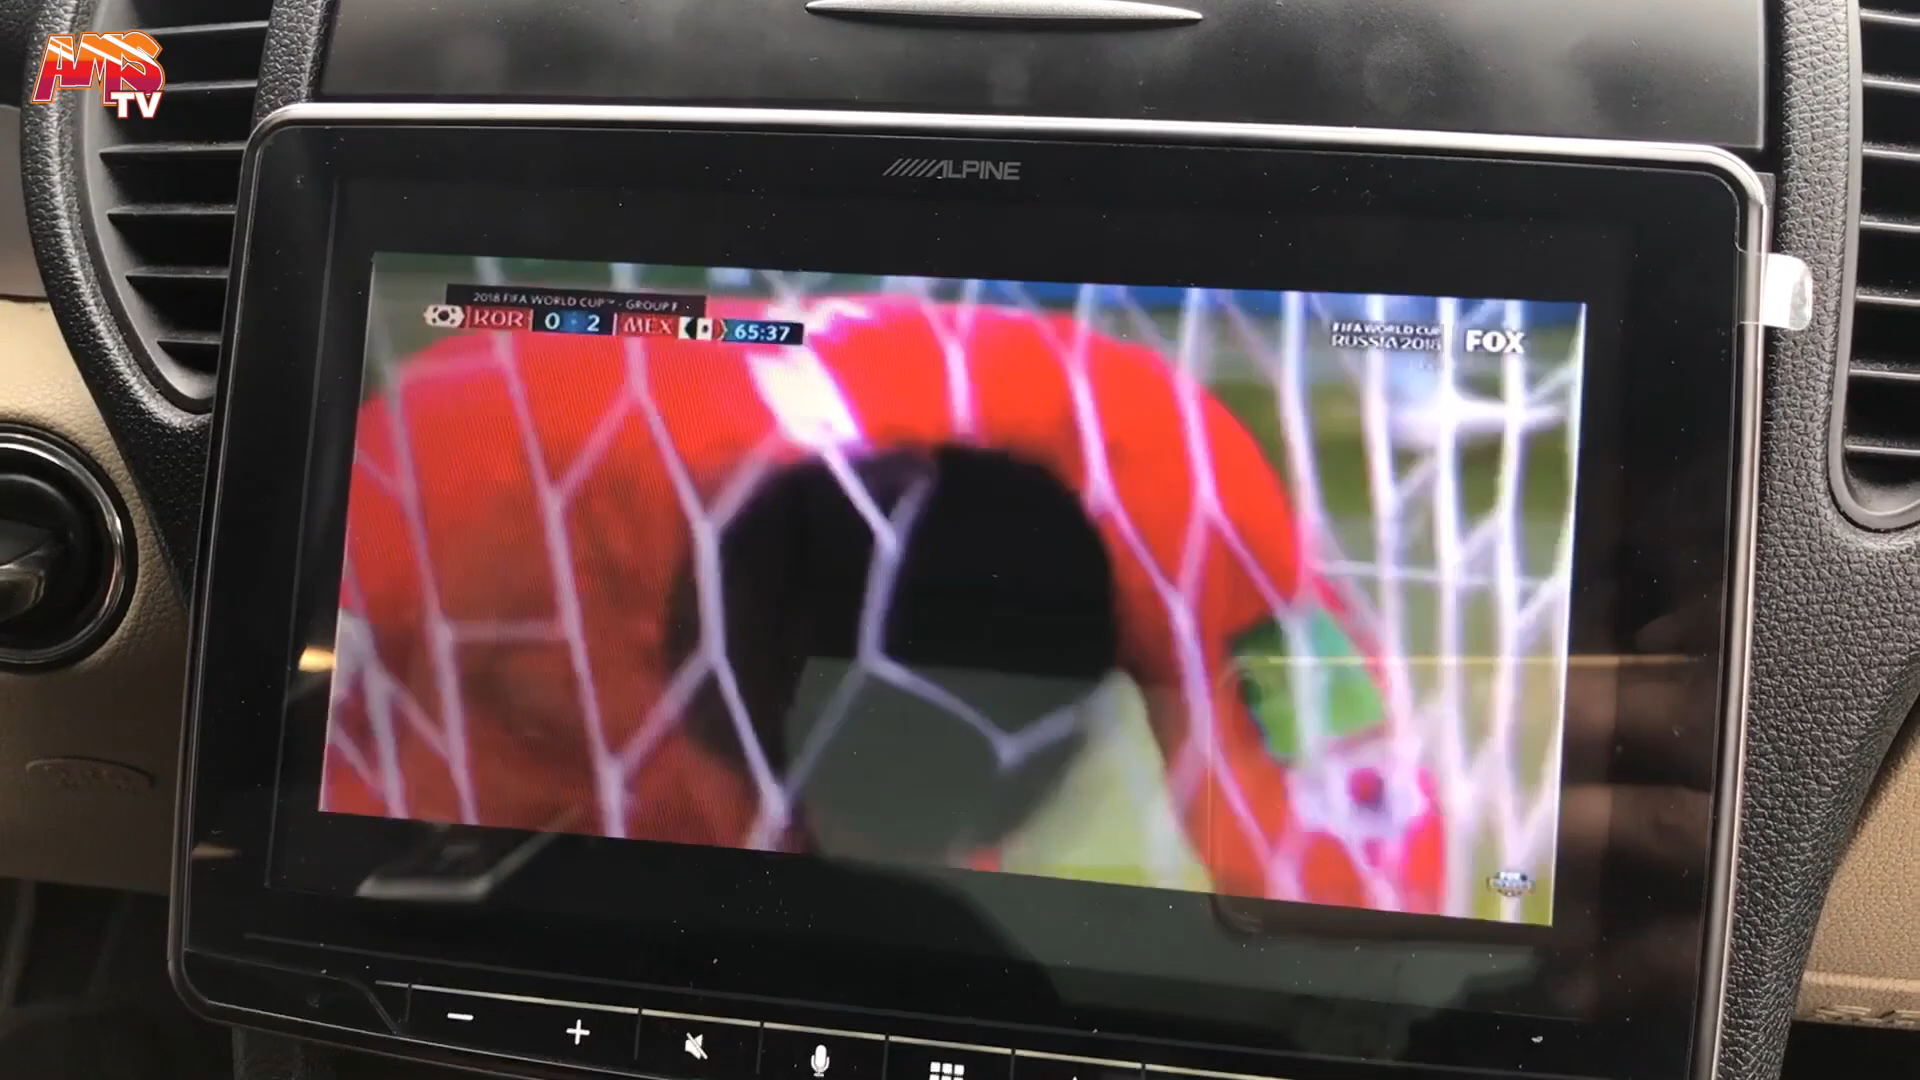 AMS
TV
ALPINE
2018 FIFA WORLD CUP™ - GROUP F
KOR 0 - 2 MEX 65:37
FIFA WORLD CUP
RUSSIA 2018
FOX